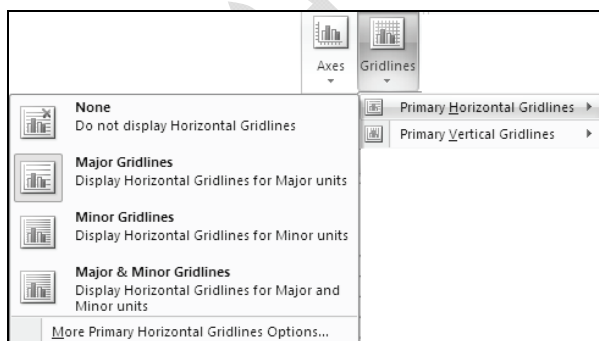 Axes
Gridlines
Primary Horizontal Gridlines
Primary Vertical Gridlines
None
Do not display Horizontal Gridlines
Major Gridlines
Display Horizontal Gridlines for Major units
Minor Gridlines
Display Horizontal Gridlines for Minor units
Major & Minor Gridlines
Display Horizontal Gridlines for Major and
Minor units
More Primary Horizontal Gridlines Options...